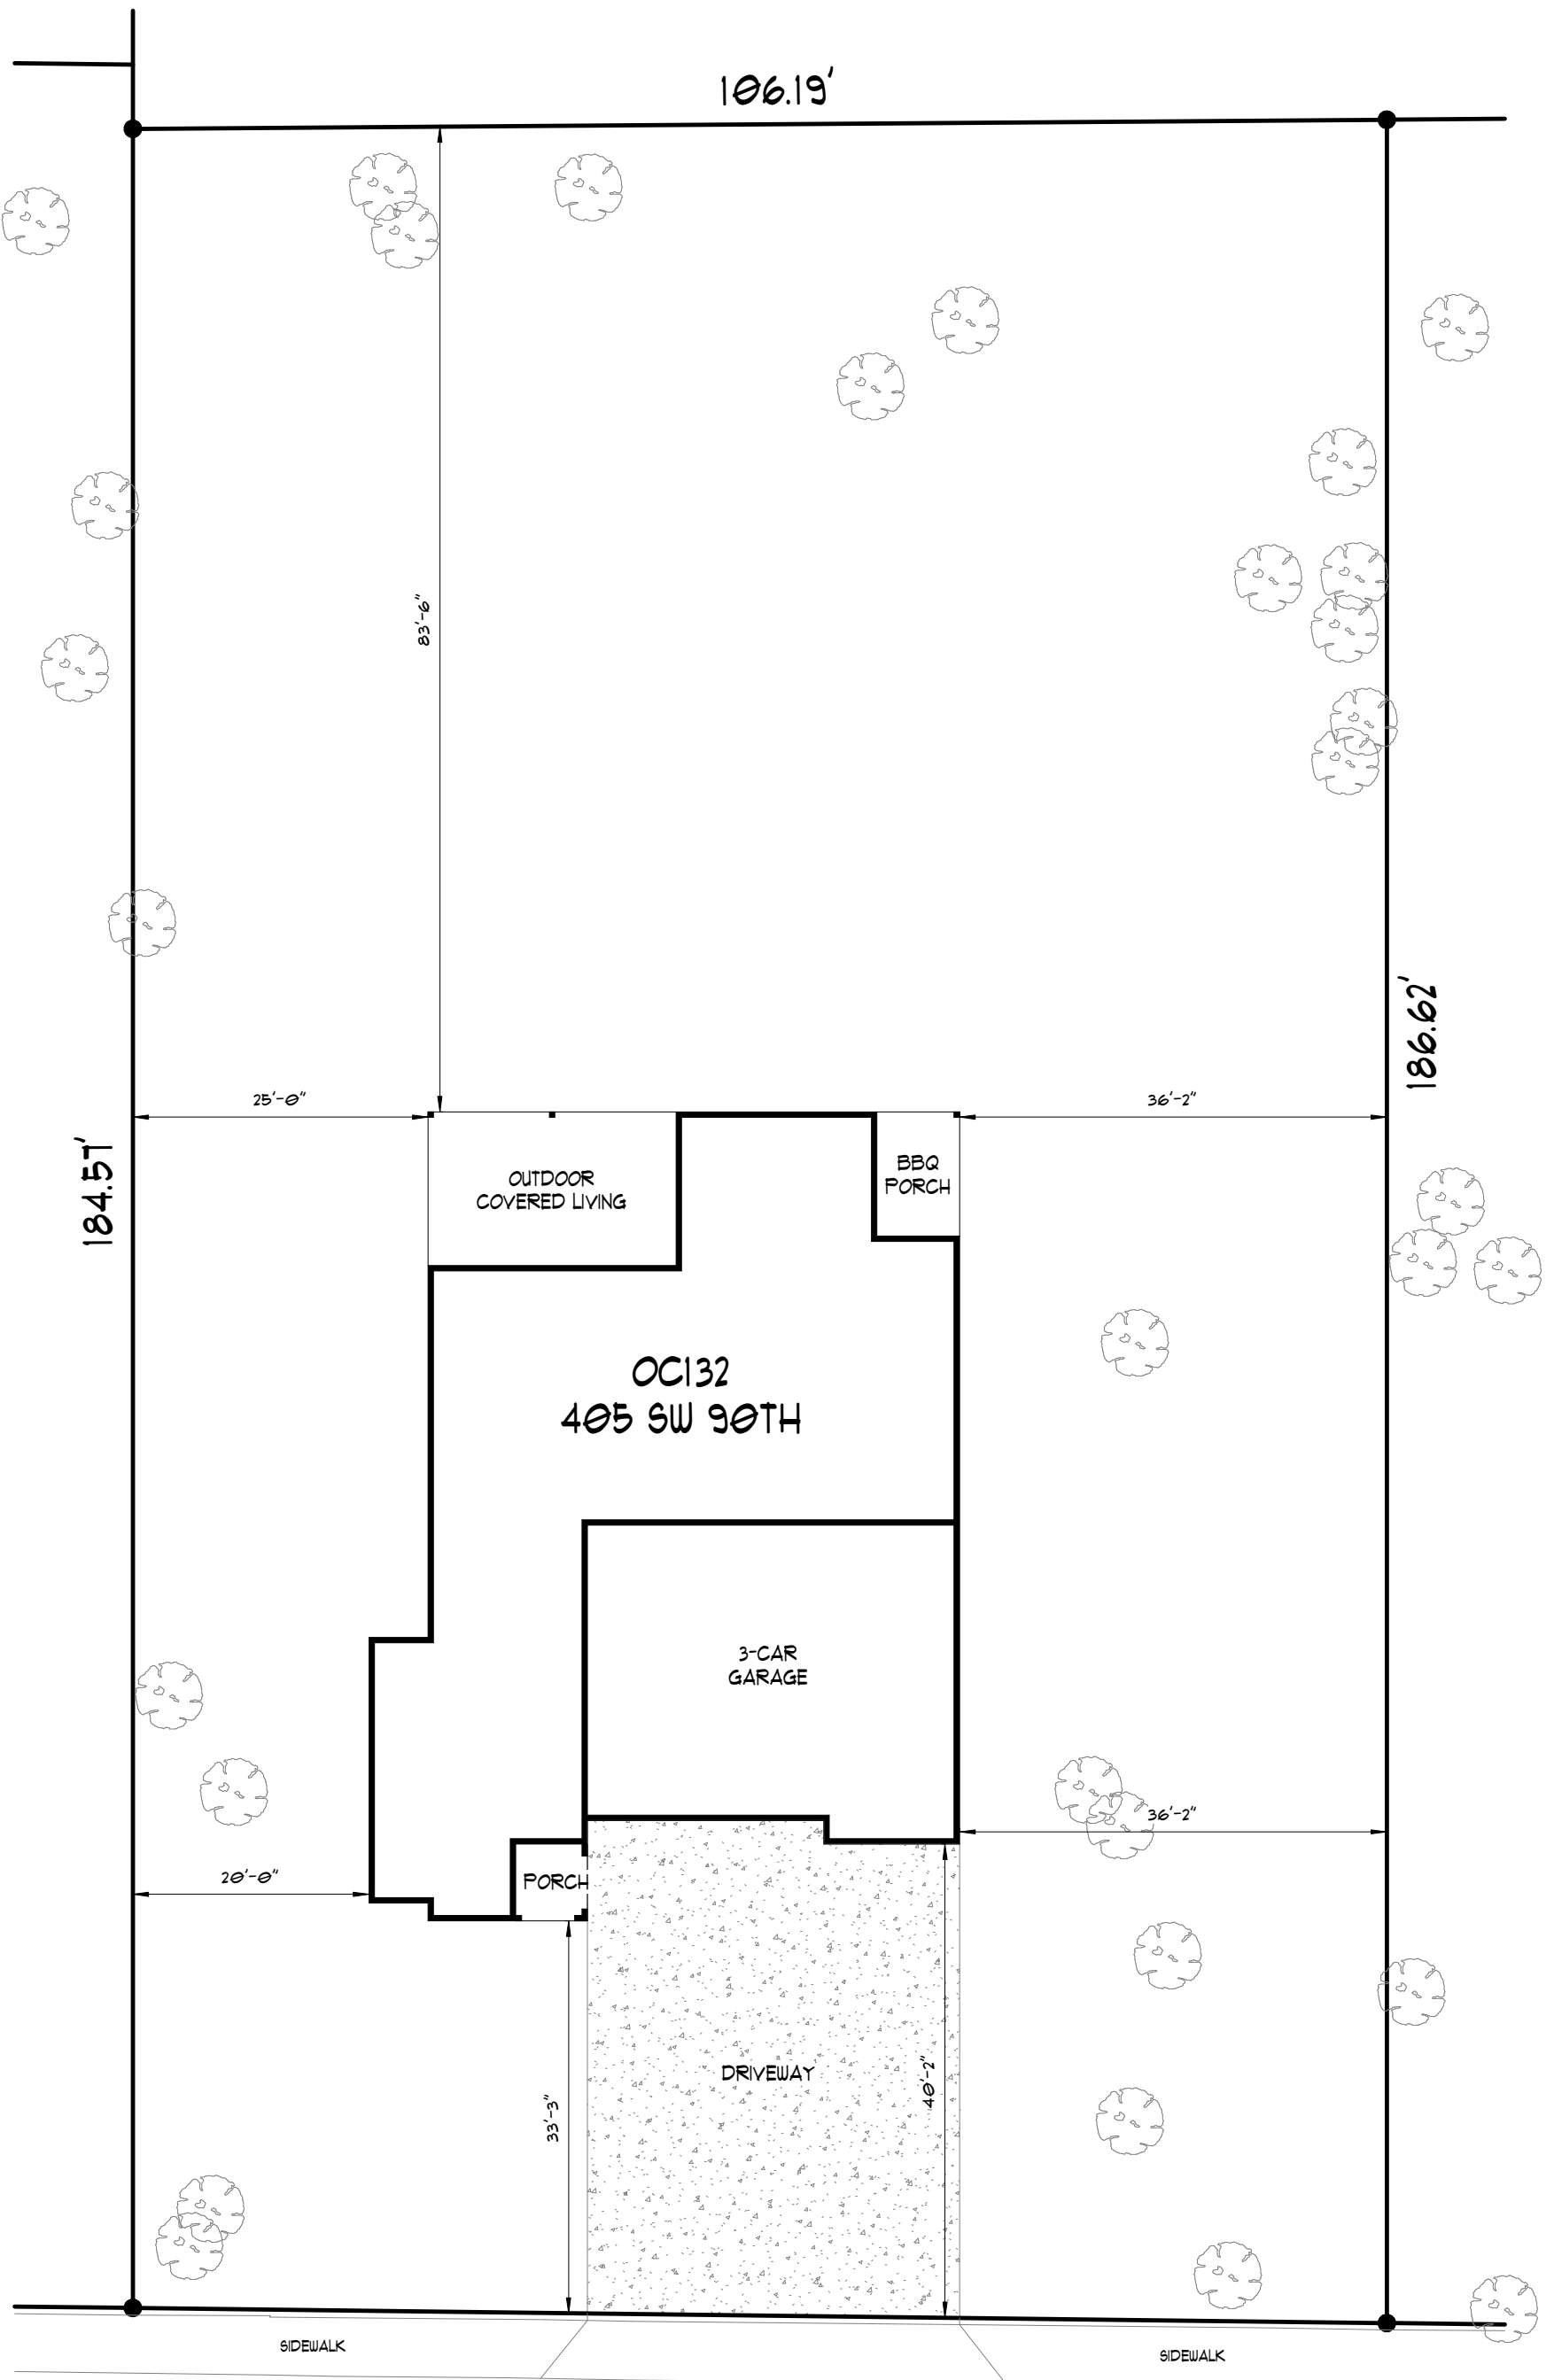 106.19'
83'-6"
186.62'
25'-0"
36'-2"
184.57'
OUTDOOR
COVERED LIVING
BBQ
PORCH
OC132
405 SW 90TH
3-CAR
GARAGE
36'-2"
20'-0"
PORCH
DRIVEWAY
40'-2"
33'-3"
SIDEWALK
SIDEWALK